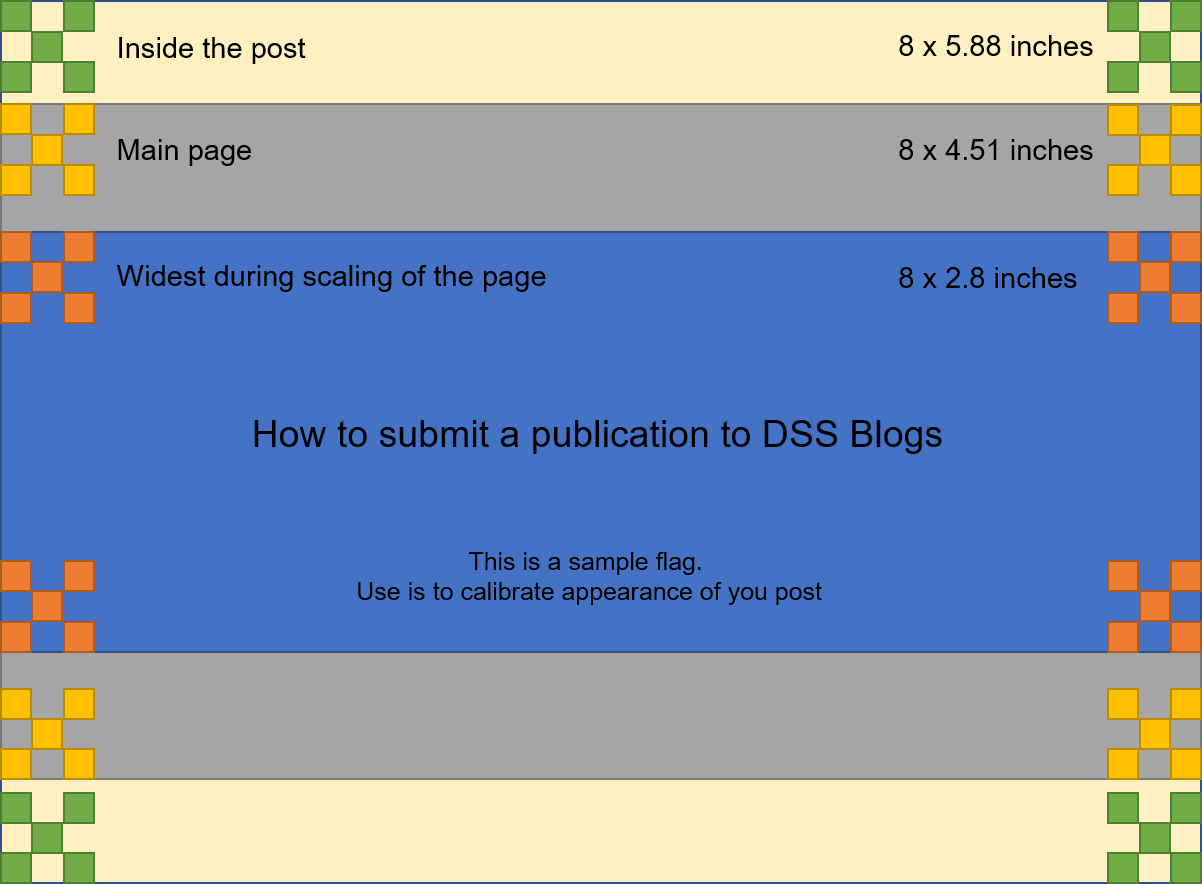 Inside the post
8 x 5.88 inches
Main page
8 x 4.51 inches
Widest during scaling of the page
8 x 2.8 inches
How to submit a publication to DSS Blogs
This is a sample flag.
Use is to calibrate appearance of you post